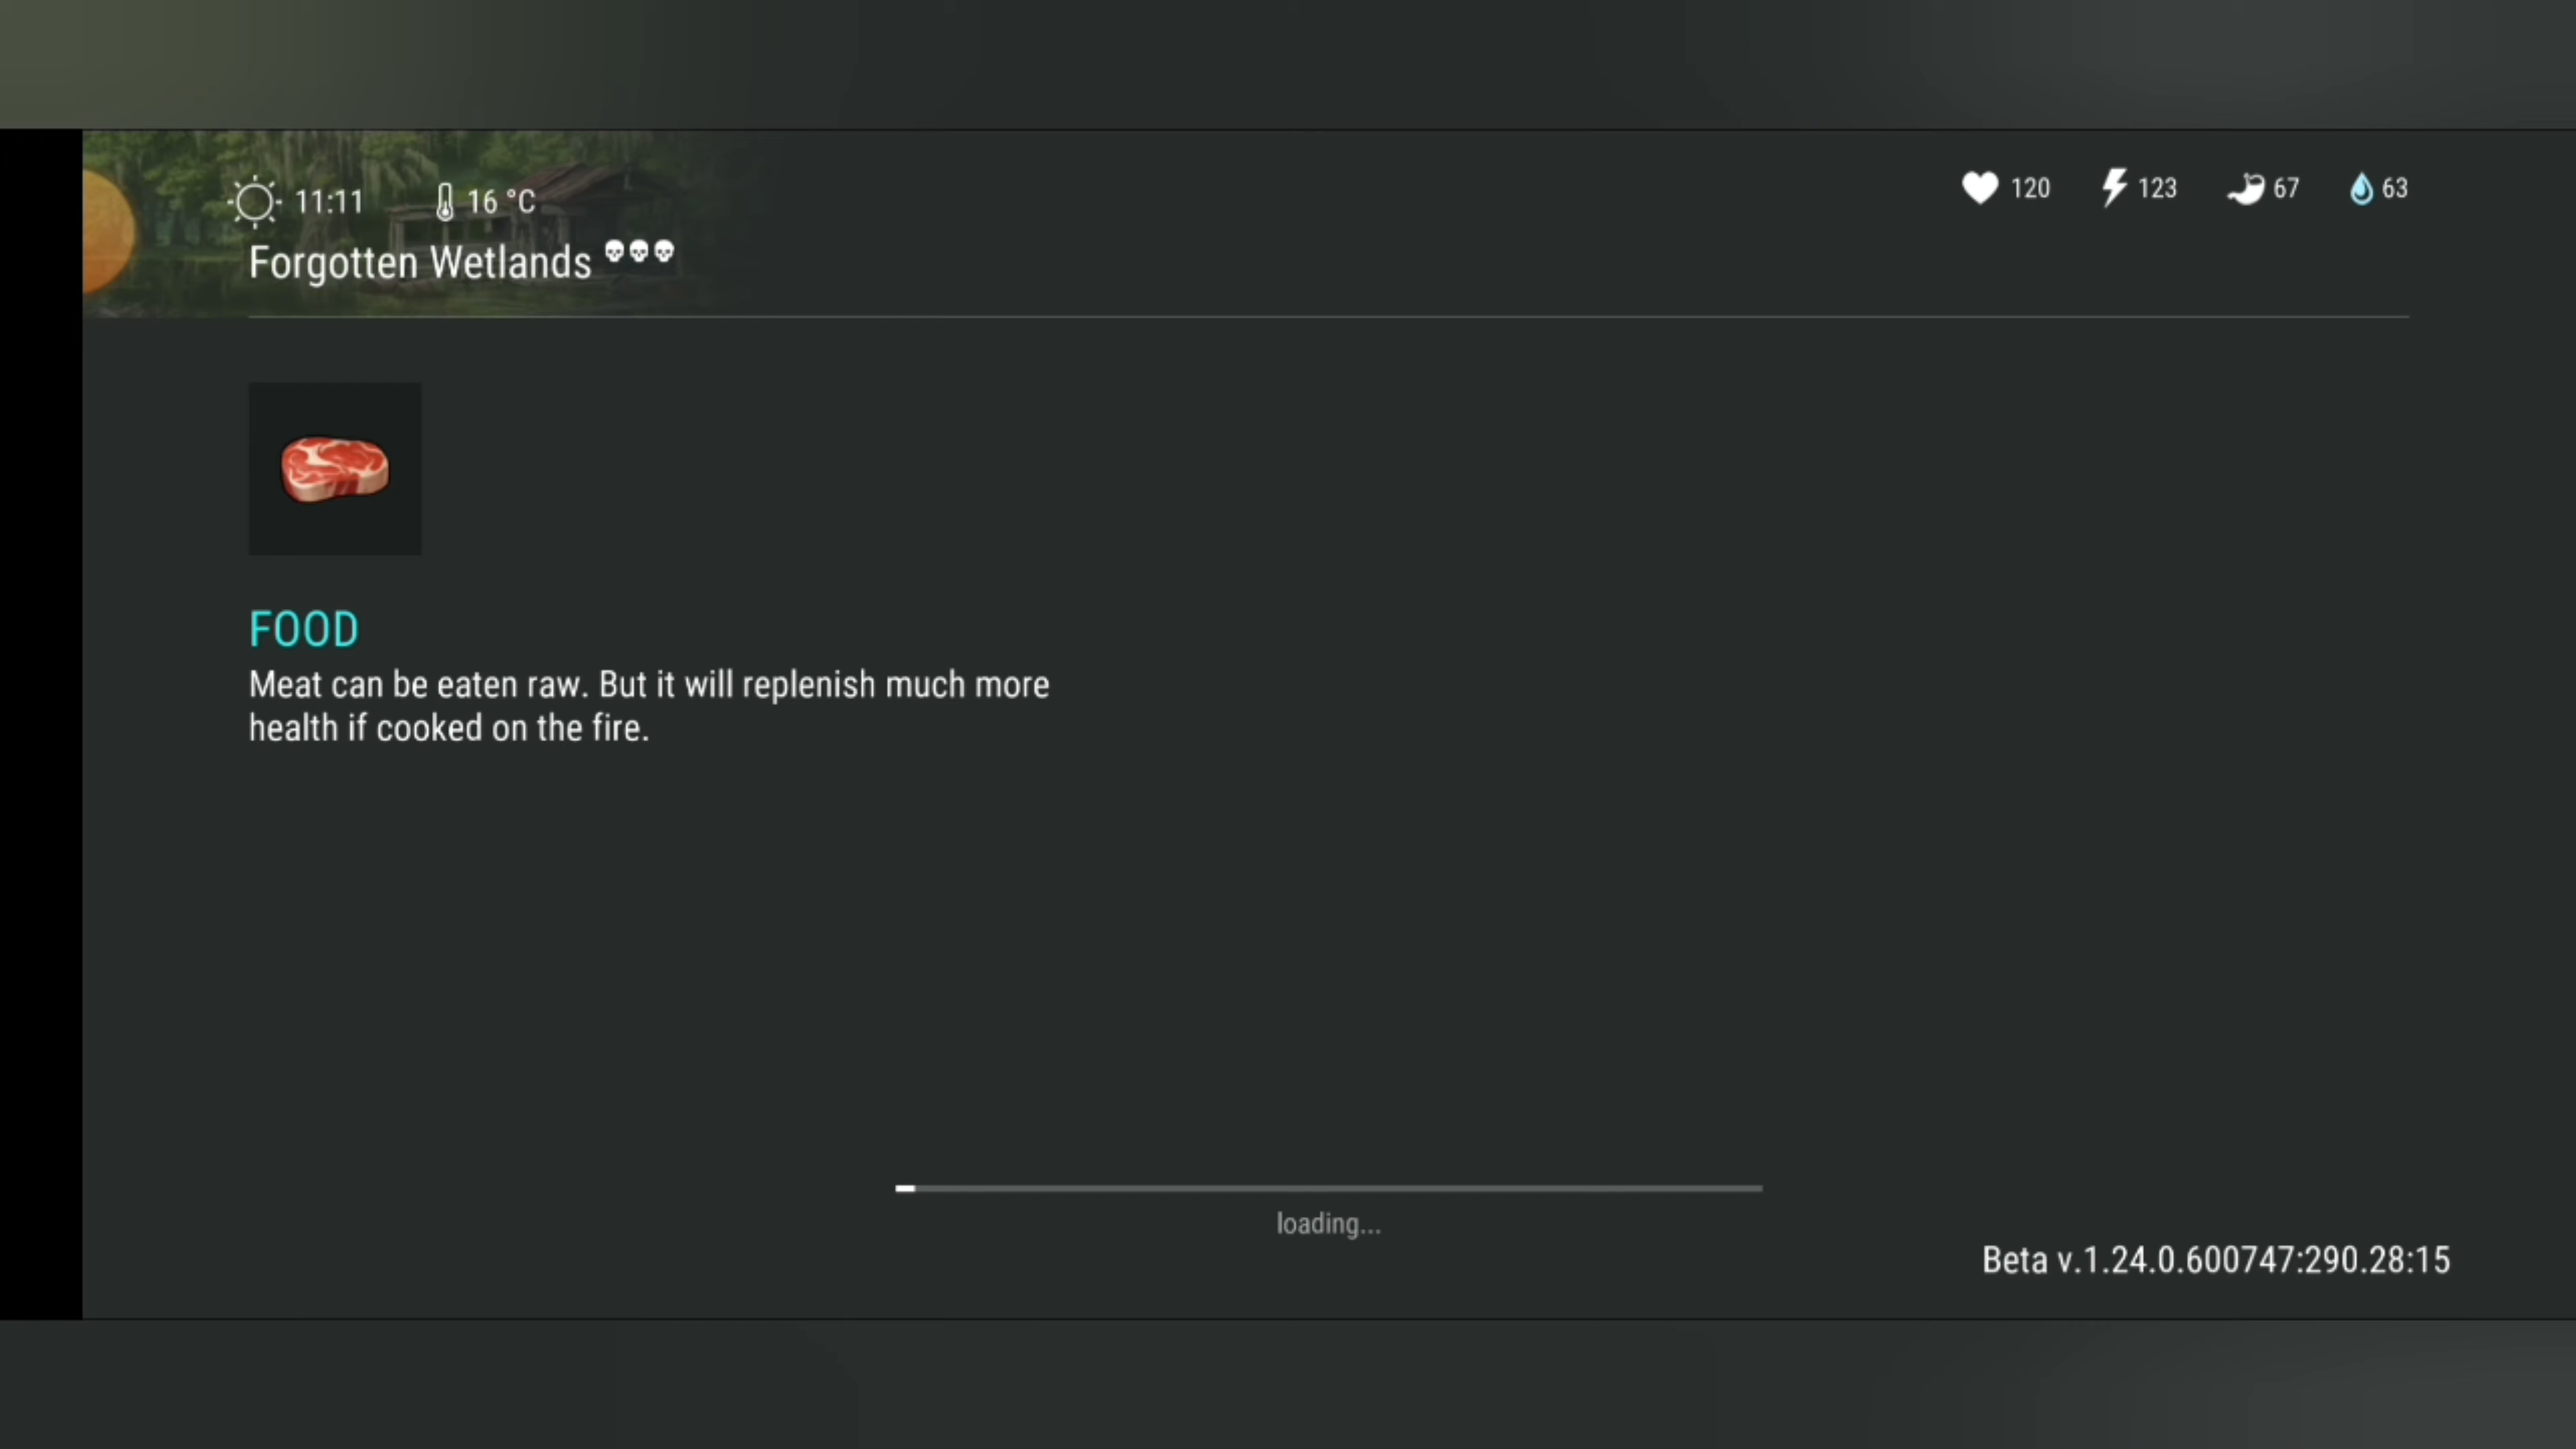 11:11 16 °C
120 123 67 63
Forgotten Wetlands
FOOD
Meat can be eaten raw. But it will replenish much more
health if cooked on the fire.
loading...
Beta v.1.24.0.600747:290.28:15